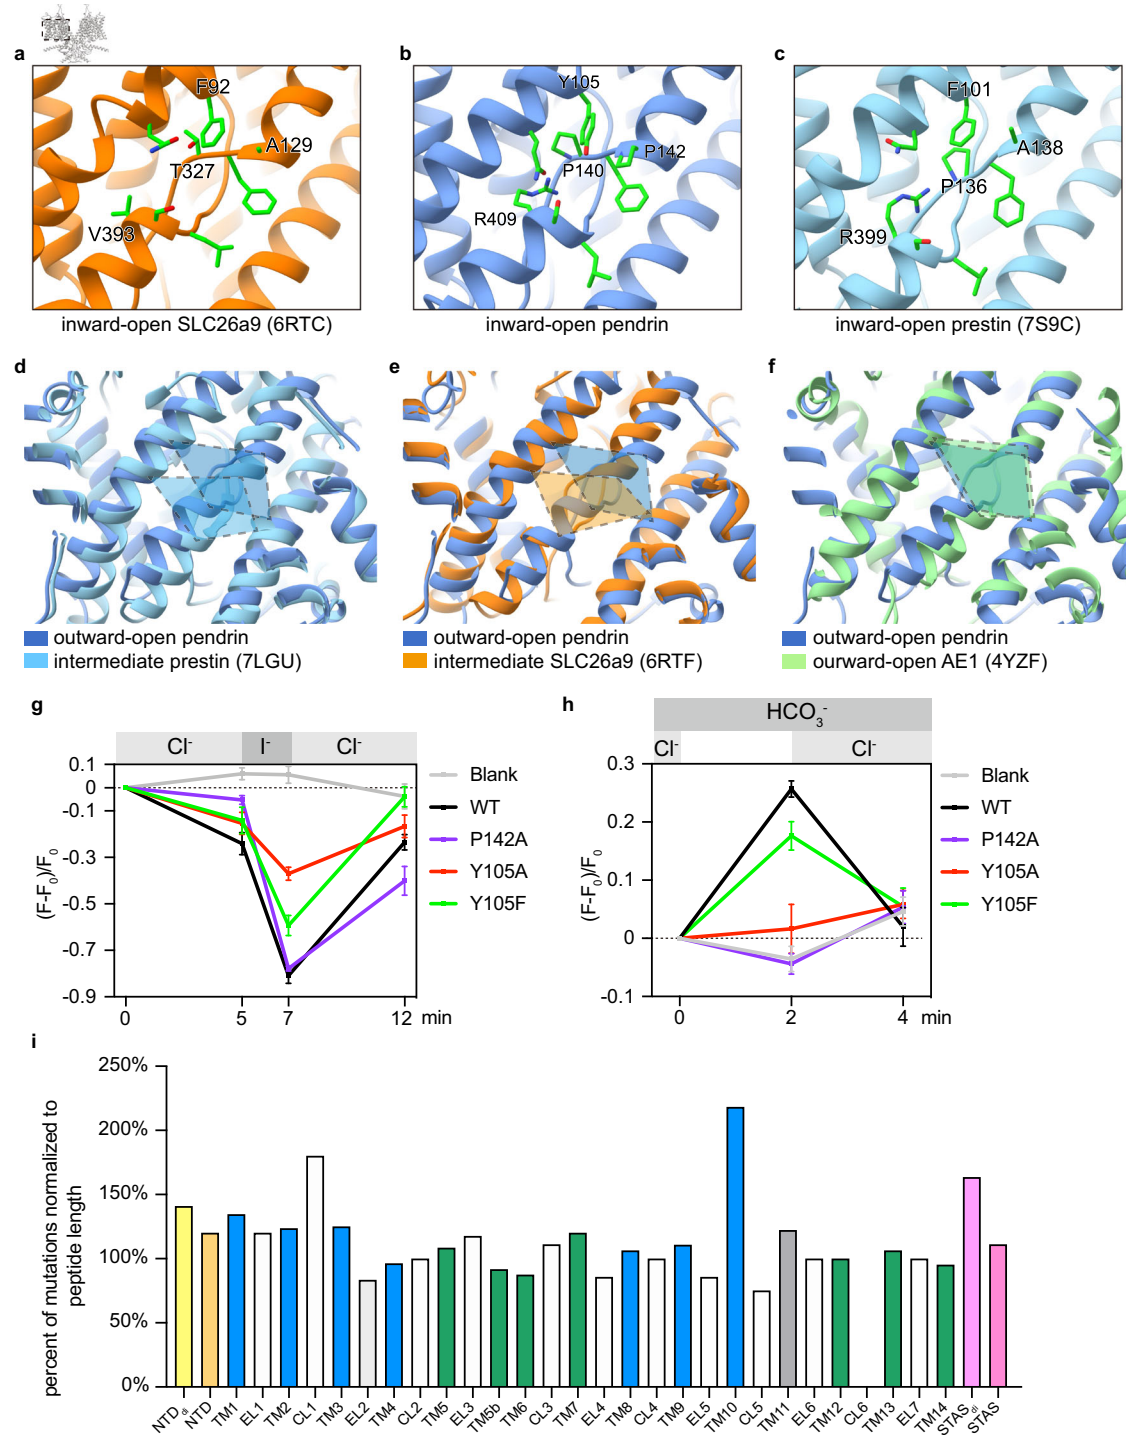 a
b
c
F92
A129
T327
V393
Y105
P142
P140
R409
F101
A138
P136
R399
inward-open SLC26a9 (6RTC)
inward-open pendrin
inward-open prestin (7S9C)
d
e
f
outward-open pendrin
intermediate prestin (7LGU)
outward-open pendrin
intermediate SLC26a9 (6RTF)
outward-open pendrin
ourward-open AE1 (4YZF)
g
Cl- I- Cl-
0.1
0
-0.1
-0.3
-0.5
-0.7
-0.9
(F-F0)/F0
0 5 7 12 min
Blank
WT
P142A
Y105A
Y105F
h
HCO3-
Cl- Cl-
0.3
0.2
0.1
0
-0.1
(F-F0)/F0
0 2 4 min
Blank
WT
P142A
Y105A
Y105F
i
250%
200%
150%
100%
50%
0%
percent of mutations normalized to
peptide length
NTDdi NTD TM1 EL1 TM2 CL1 TM3 EL2 TM4 CL2 TM5 EL3 TM5b TM6 CL3 TM7 EL4 TM8 CL4 TM9 EL5 TM10 CL5 TM11 EL6 TM12 CL6 TM13 EL7 TM14 STASdi STAS